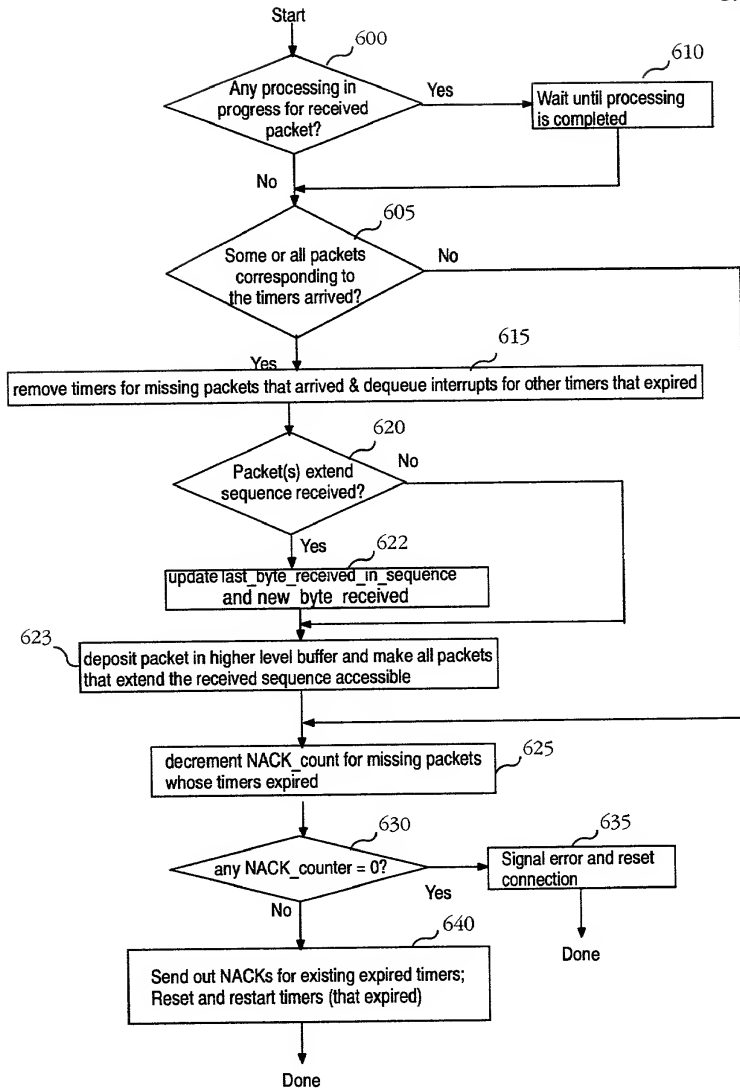 Start
600
Any processing in
progress for received
packet?
Yes
610
Wait until processing
is completed
No
605
Some or all packets
corresponding to
the timers arrived?
No
Yes
615
remove timers for missing packets that arrived & dequeue interrupts for other timers that expired
620
Packet(s) extend
sequence received?
No
Yes
622
update last_byte_received_in_sequence
and new_byte_received
623
deposit packet in higher level buffer and make all packets
that extend the received sequence accessible
decrement NACK_count for missing packets
whose timers expired
625
630
any NACK_counter = 0?
Yes
635
Signal error and reset
connection
Done
No
640
Send out NACKs for existing expired timers;
Reset and restart timers (that expired)
Done